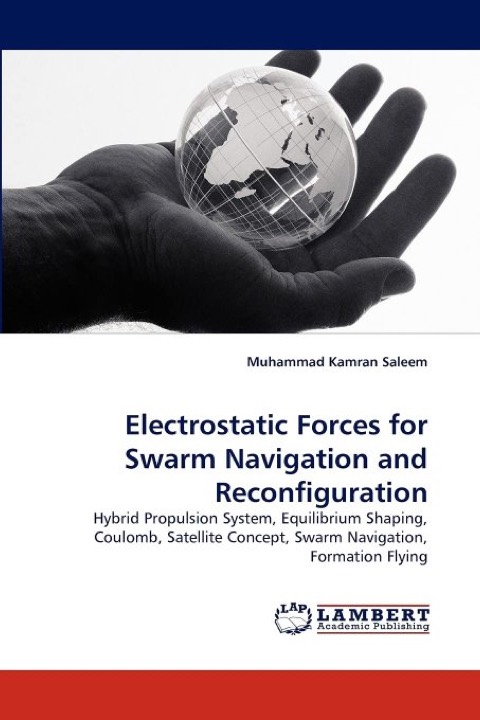 Muhammad Kamran Saleem
Electrostatic Forces for
Swarm Navigation and
Reconfiguration
Hybrid Propulsion System, Equilibrium Shaping,
Coulomb, Satellite Concept, Swarm Navigation,
Formation Flying
LAP
LAMBERT
Academic Publishing